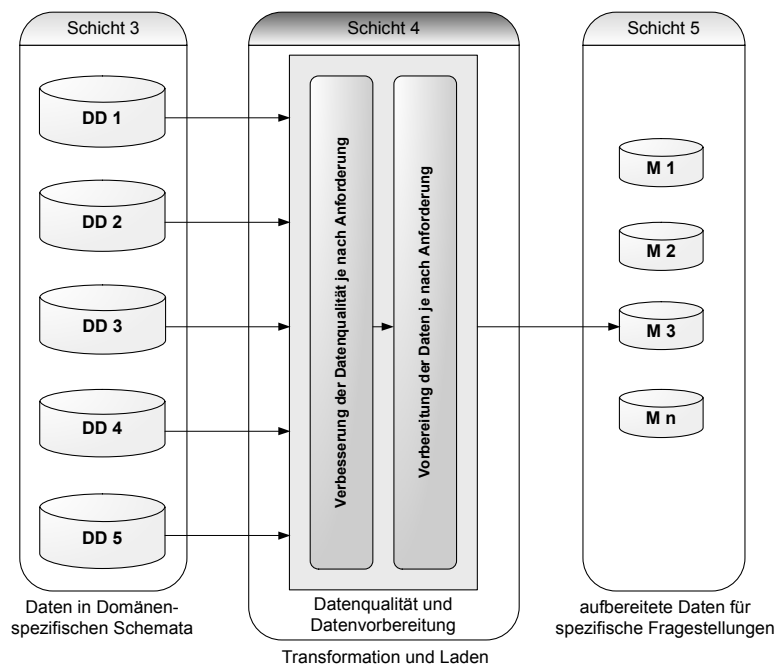 Schicht 3
Schicht 4
Schicht 5
DD 1
DD 2
DD 3
DD 4
DD 5
Verbesserung der Datenqualität je nach Anforderung
Vorbereitung der Daten je nach Anforderung
M 1
M 2
M 3
M n
Daten in Domänen-
spezifischen Schemata
Datenqualität und
Datenvorbereitung
Transformation und Laden
aufbereitete Daten für
spezifische Fragestellungen